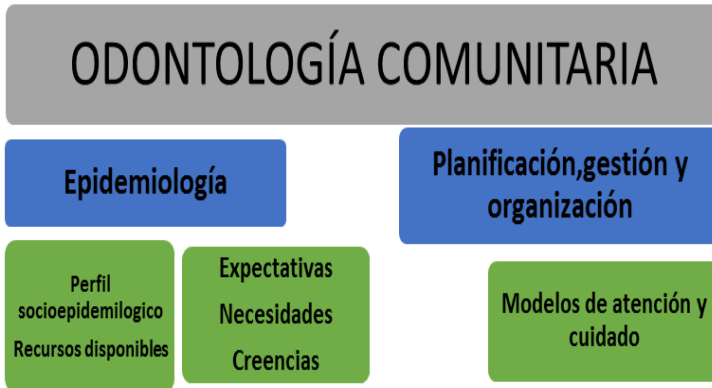 ODONTOLOGÍA COMUNITARIA
Epidemiología
Planificación,gestión y
organización
Perfil
socioepidemilogico
Recursos disponibles
Expectativas
Necesidades
Creencias
Modelos de atención y
cuidado